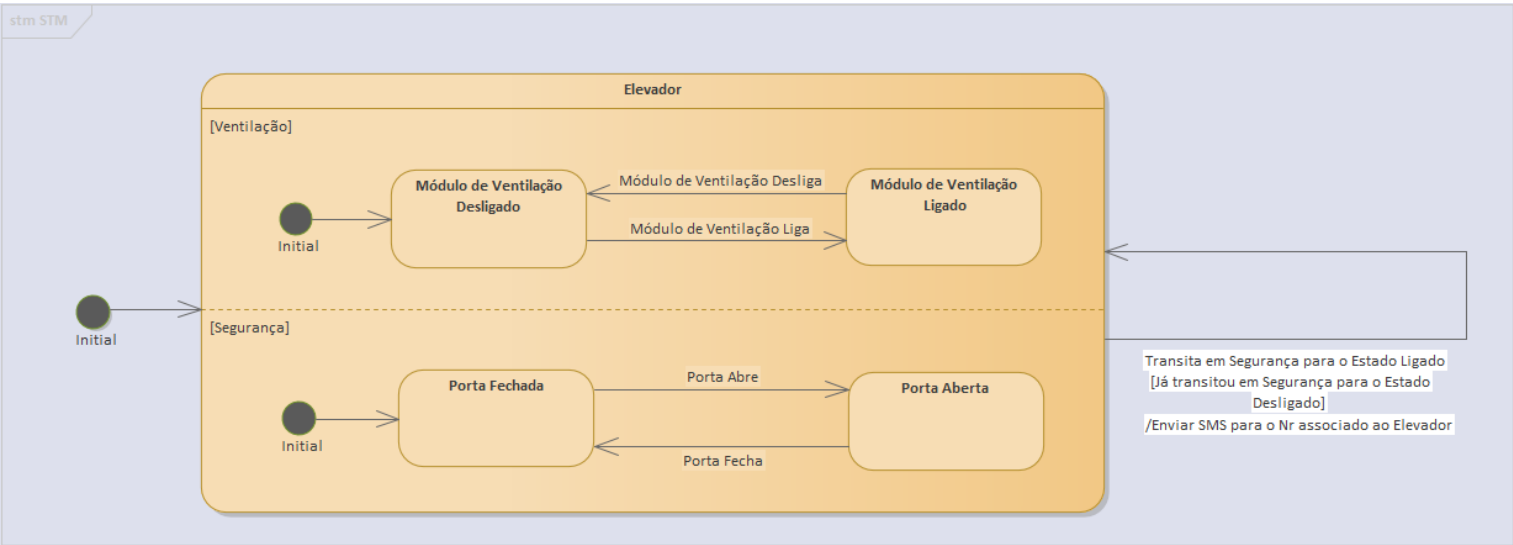 stm STM
Elevador
[Ventilação]
Módulo de Ventilação
Desligado
Módulo de Ventilação Desliga
Módulo de Ventilação
Ligado
Módulo de Ventilação Liga
Initial
Initial
[Segurança]
Porta Fechada
Porta Abre
Porta Aberta
Initial
Porta Fecha
Transita em Segurança para o Estado Ligado
[Já transitou em Segurança para o Estado
Desligado]
/Enviar SMS para o Nr associado ao Elevador